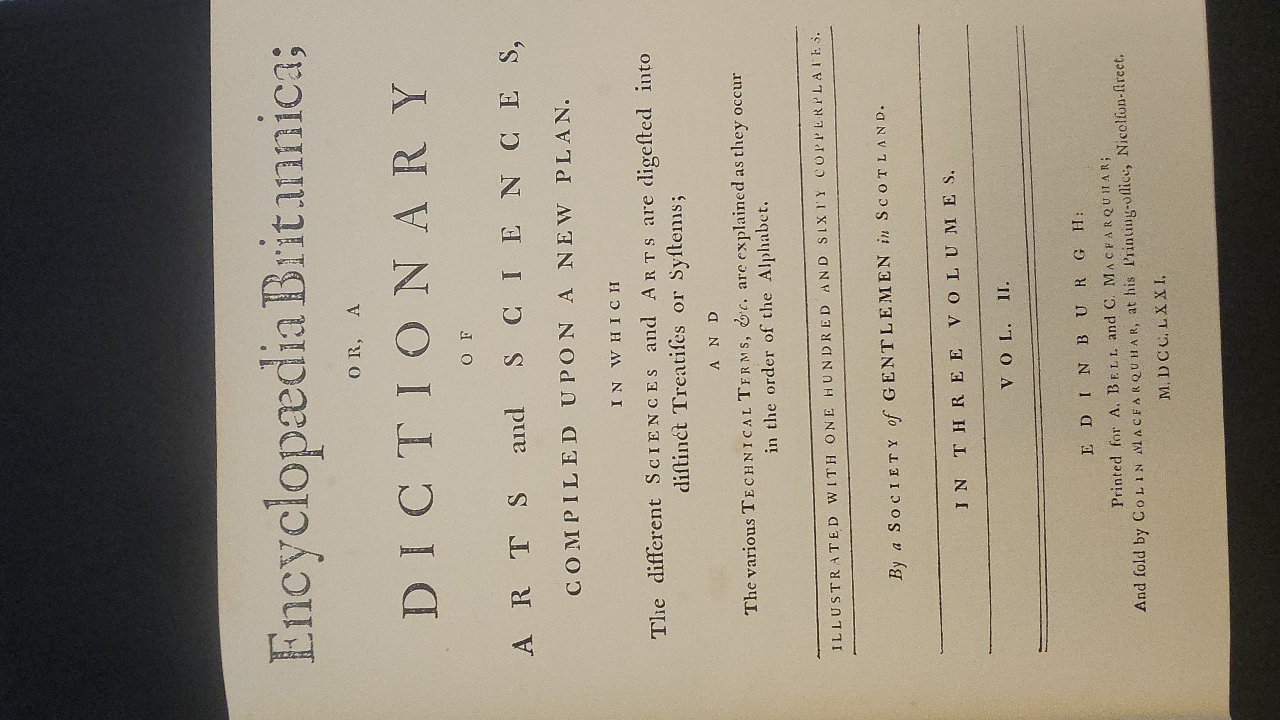 Encyclopædia Britannica;
OR, A
DICTIONARY
OF
ARTS and SCIENCES,
COMPILED UPON A NEW PLAN.
IN WHICH
The different SCIENCES and ARTS are digeſted into
diſtinct Treatiſes or Syſtems;
AND
The various TECHNICAL TERMS, &c. are explained as they occur
in the order of the Alphabet.
ILLUSTRATED WITH ONE HUNDRED AND SIXTY COPPERPLATES.
By a SOCIETY of GENTLEMEN in SCOTLAND.
IN THREE VOLUMES.
VOL. II.
EDINBURGH:
Printed for A. BELL and C. MACFARQUHAR;
And ſold by COLIN MACFARQUHAR, at his Printing-office, Nicolſon-ſtreet.
M.DCC.LXXI.